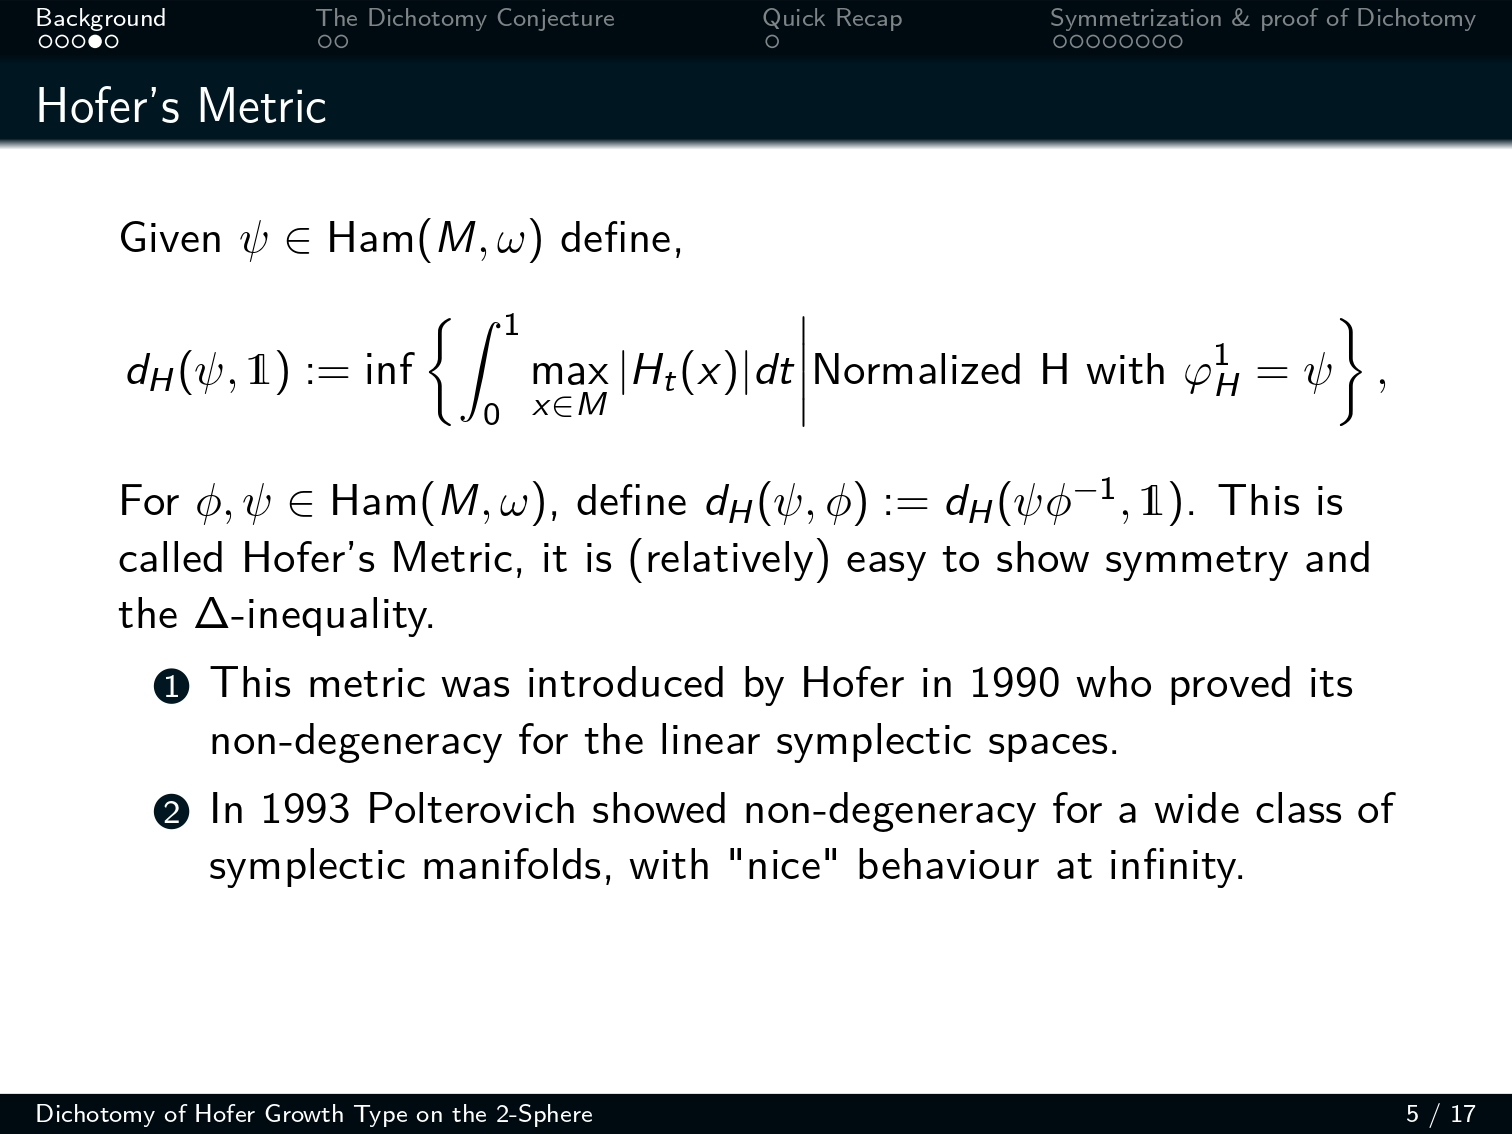 Background The Dichotomy Conjecture Quick Recap Symmetrization & proof of Dichotomy
Hofer's Metric
Given ψ ∈ Ham(M, ω) define,
d_H(ψ, 𝟙) := inf { ∫_0^1 max_{x∈M} |H_t(x)|dt | Normalized H with φ_H^1 = ψ } ,
For ϕ, ψ ∈ Ham(M, ω), define d_H(ψ, ϕ) := d_H(ψϕ^{−1}, 𝟙). This is
called Hofer's Metric, it is (relatively) easy to show symmetry and
the Δ-inequality.
1 This metric was introduced by Hofer in 1990 who proved its
non-degeneracy for the linear symplectic spaces.
2 In 1993 Polterovich showed non-degeneracy for a wide class of
symplectic manifolds, with "nice" behaviour at infinity.
Dichotomy of Hofer Growth Type on the 2-Sphere 5 / 17